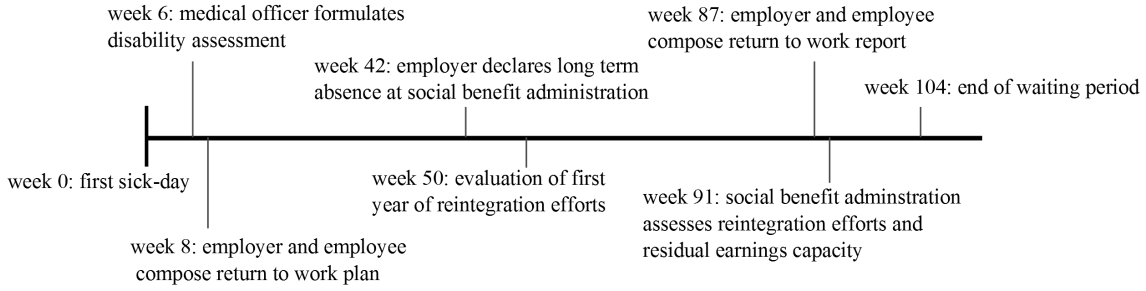 week 6: medical officer formulates
disability assessment
week 87: employer and employee
compose return to work report
week 42: employer declares long term
absence at social benefit administration
week 104: end of waiting period
week 0: first sick-day
week 50: evaluation of first
year of reintegration efforts
week 91: social benefit adminstration
assesses reintegration efforts and
residual earnings capacity
week 8: employer and employee
compose return to work plan